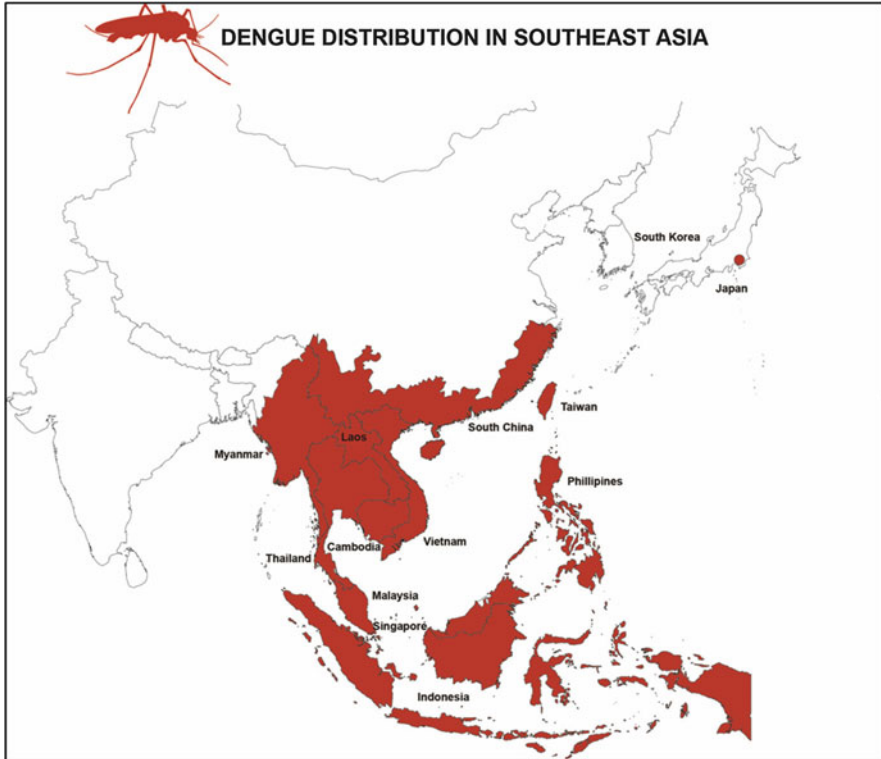 DENGUE DISTRIBUTION IN SOUTHEAST ASIA
South Korea
Japan
Taiwan
South China
Laos
Myanmar
Phillipines
Vietnam
Cambodia
Thailand
Malaysia
Singapore
Indonesia